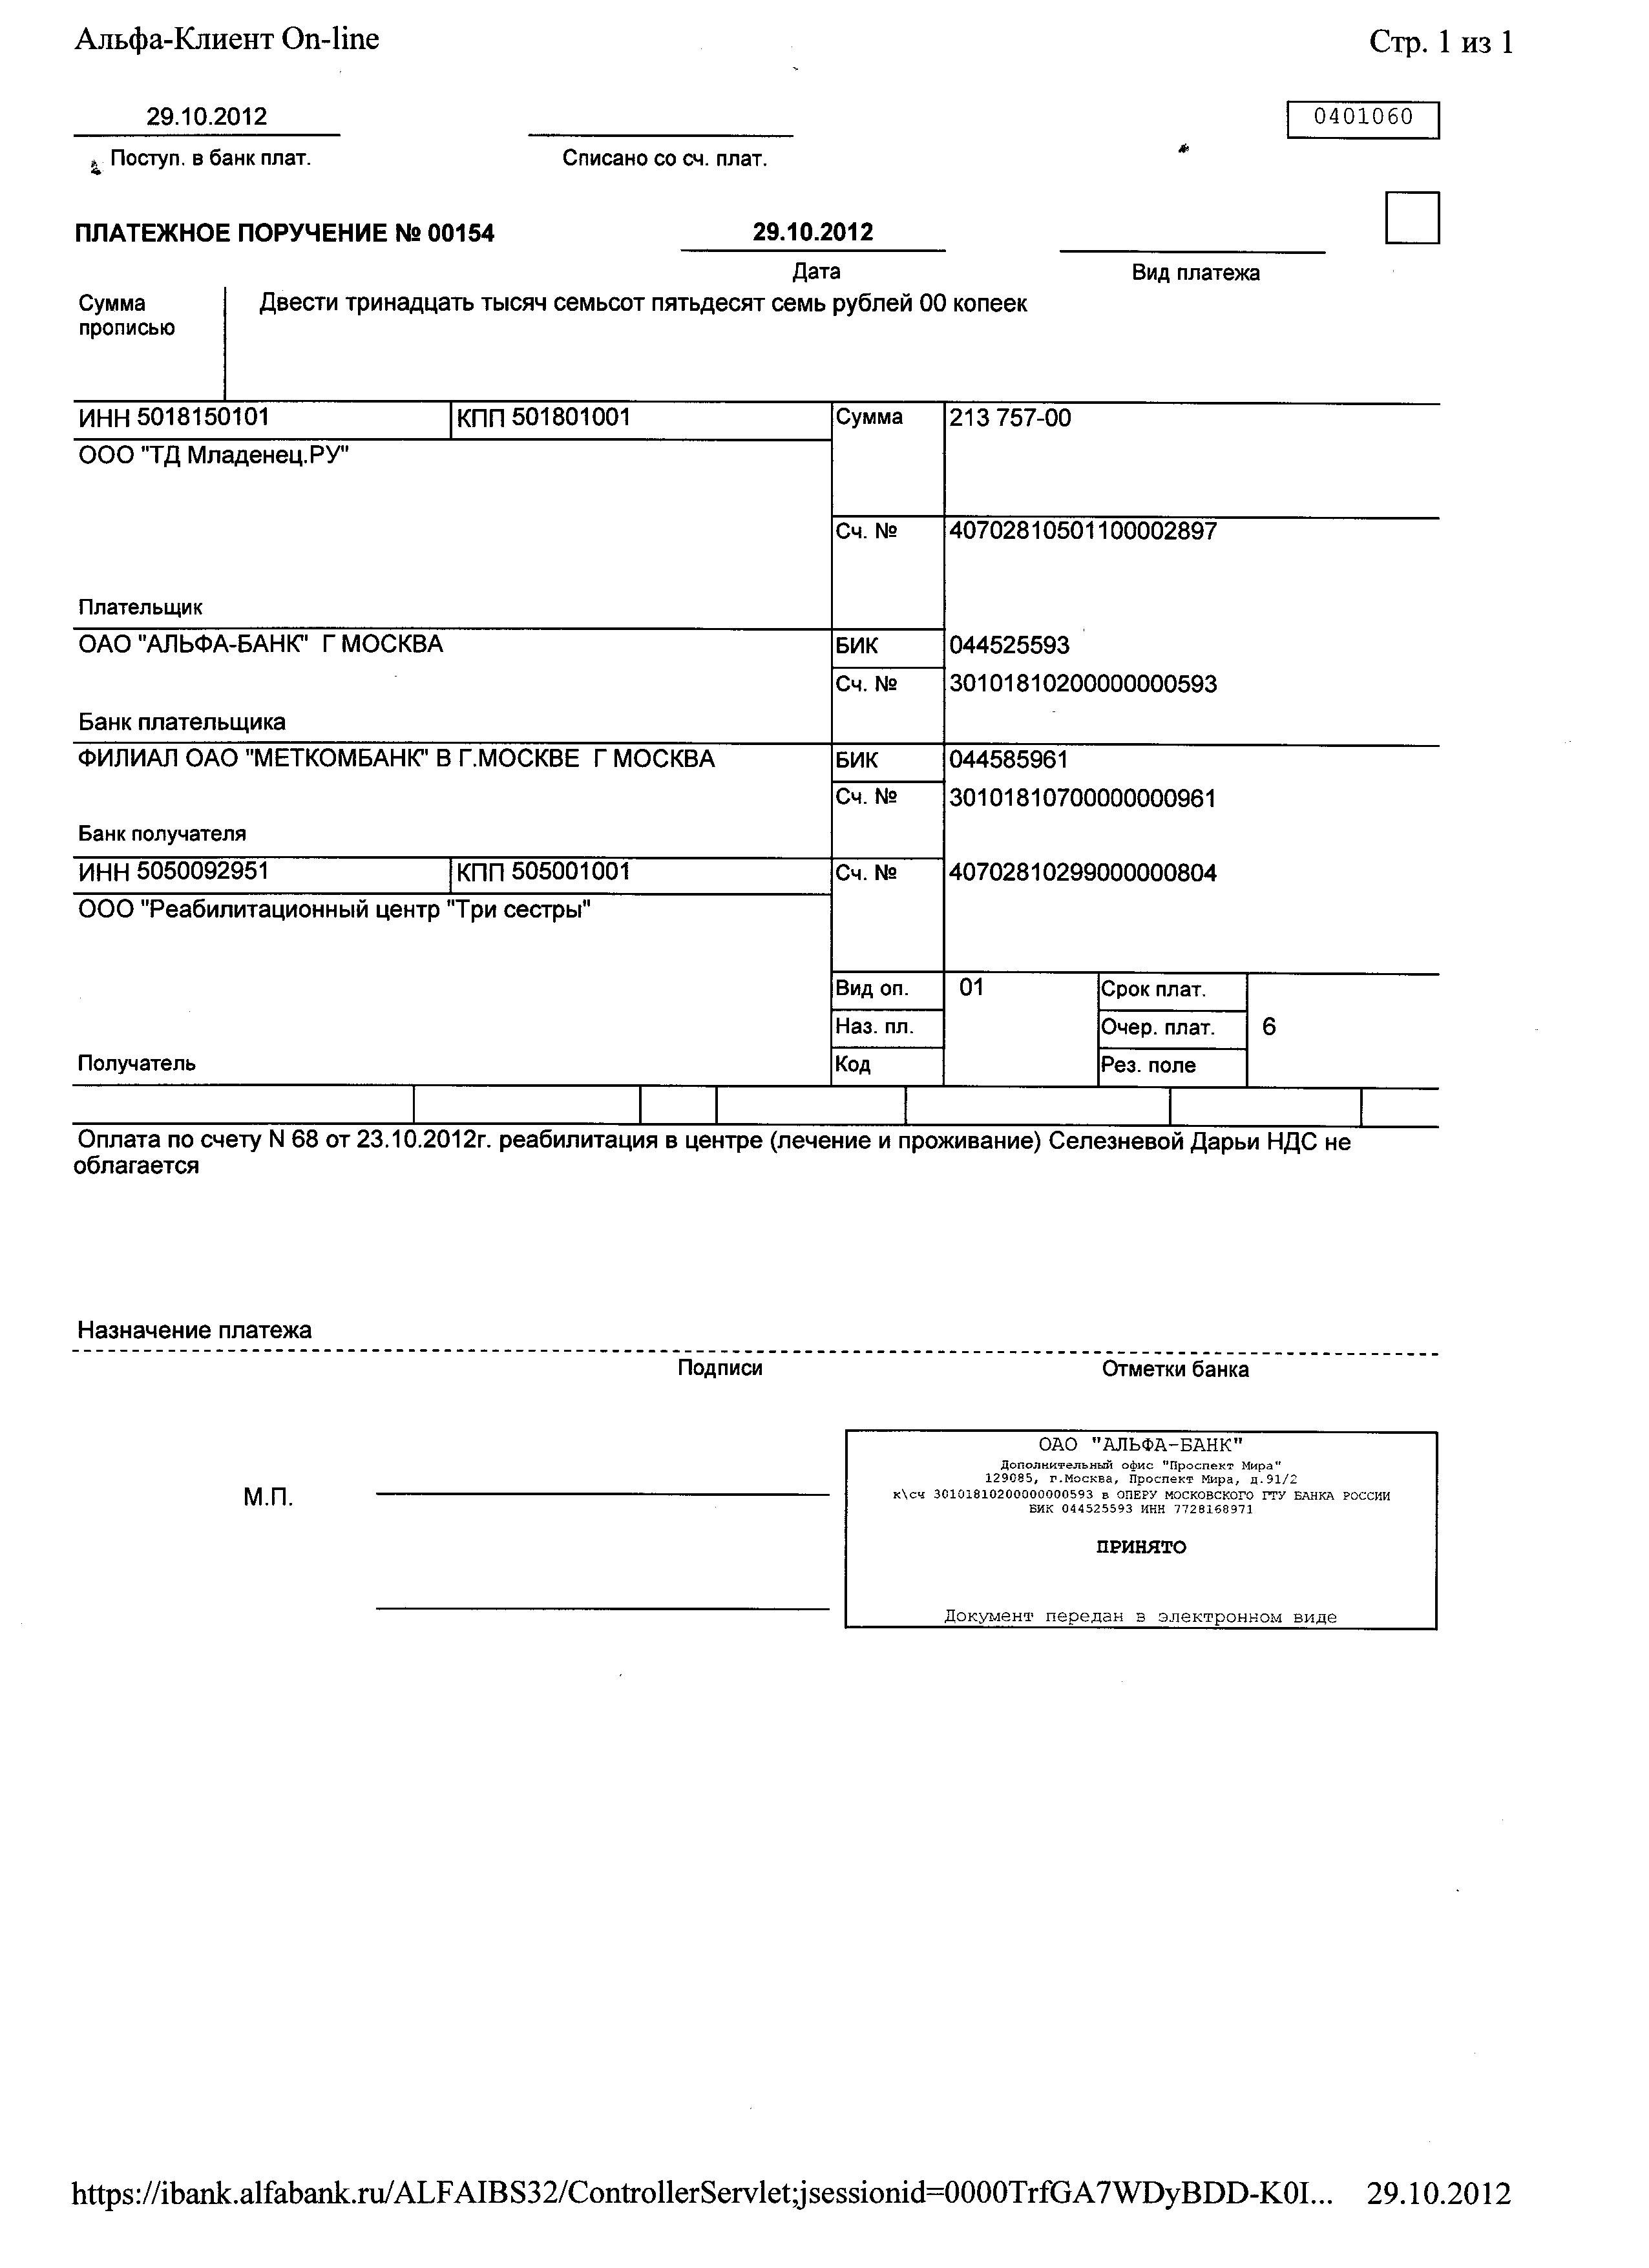 Альфа-Клиент On-line Стр. 1 из 1
29.10.2012 0401060
Поступ. в банк плат. Списано со сч. плат.
ПЛАТЕЖНОЕ ПОРУЧЕНИЕ № 00154 29.10.2012
Дата Вид платежа
Сумма прописью Двести тринадцать тысяч семьсот пятьдесят семь рублей 00 копеек
ИНН 5018150101 КПП 501801001 Сумма 213 757-00
ООО "ТД Младенец.РУ"
Сч. № 40702810501100002897
Плательщик
ОАО "АЛЬФА-БАНК" Г МОСКВА БИК 044525593
Сч. № 30101810200000000593
Банк плательщика
ФИЛИАЛ ОАО "МЕТКОМБАНК" В Г.МОСКВЕ Г МОСКВА БИК 044585961
Сч. № 30101810700000000961
Банк получателя
ИНН 5050092951 КПП 505001001 Сч. № 40702810299000000804
ООО "Реабилитационный центр "Три сестры"
Вид оп. 01 Срок плат.
Наз. пл. Очер. плат. 6
Получатель Код Рез. поле
Оплата по счету N 68 от 23.10.2012г. реабилитация в центре (лечение и проживание) Селезневой Дарьи НДС не
облагается
Назначение платежа
Подписи Отметки банка
ОАО "АЛЬФА-БАНК"
Дополнительный офис "Проспект Мира"
129085, г.Москва, Проспект Мира, д.91/2
к\сч 30101810200000000593 в ОПЕРУ МОСКОВСКОГО ГТУ БАНКА РОССИИ
БИК 044525593 ИНН 7728168971
М.П.
ПРИНЯТО
Документ передан в электронном виде
https://ibank.alfabank.ru/ALFAIBS32/ControllerServlet;jsessionid=0000TrfGA7WDyBDD-K0I... 29.10.2012